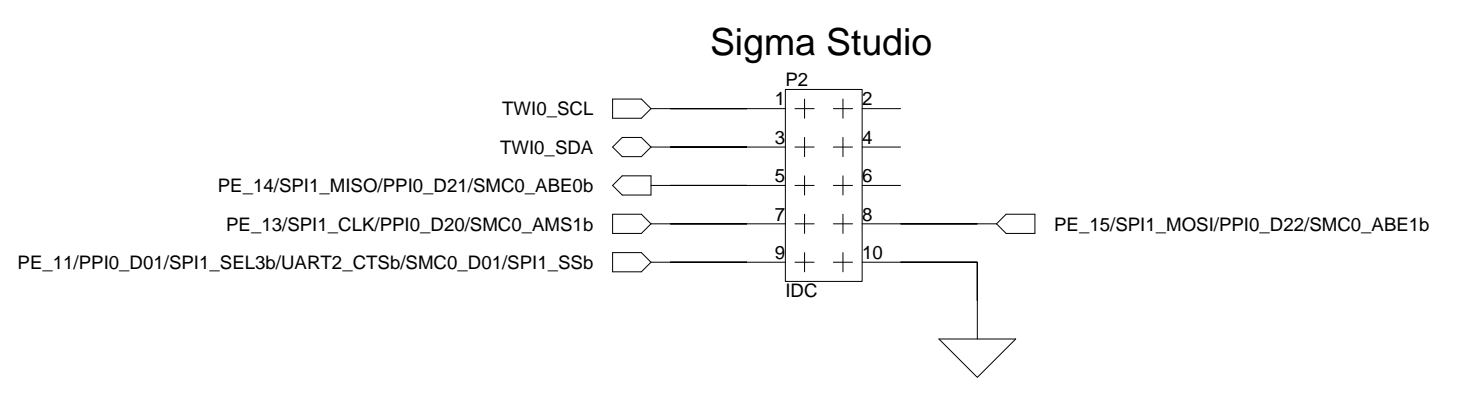 Sigma Studio
P2
TWI0_SCL 1 2
TWI0_SDA 3 4
PE_14/SPI1_MISO/PPI0_D21/SMC0_ABE0b 5 6
PE_13/SPI1_CLK/PPI0_D20/SMC0_AMS1b 7 8 PE_15/SPI1_MOSI/PPI0_D22/SMC0_ABE1b
PE_11/PPI0_D01/SPI1_SEL3b/UART2_CTSb/SMC0_D01/SPI1_SSb 9 10
IDC